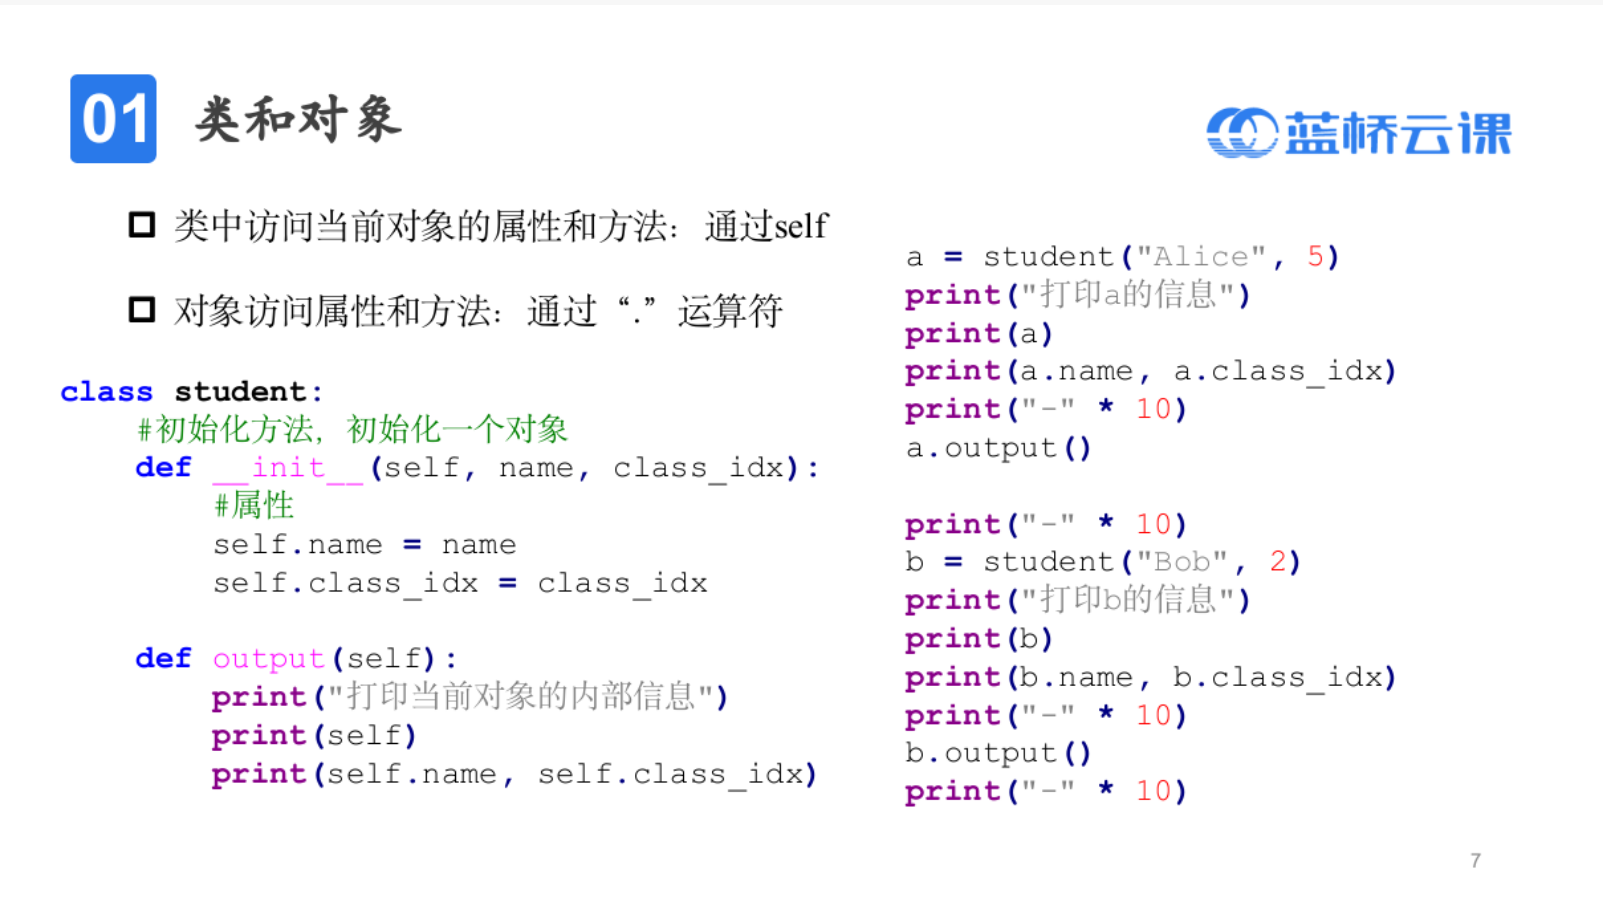 01 类和对象
蓝桥云课
类中访问当前对象的属性和方法：通过self
对象访问属性和方法：通过“.”运算符
class student:
    #初始化方法，初始化一个对象
    def __init__(self, name, class_idx):
        #属性
        self.name = name
        self.class_idx = class_idx

    def output(self):
        print("打印当前对象的内部信息")
        print(self)
        print(self.name, self.class_idx)
a = student("Alice", 5)
print("打印a的信息")
print(a)
print(a.name, a.class_idx)
print("-" * 10)
a.output()

print("-" * 10)
b = student("Bob", 2)
print("打印b的信息")
print(b)
print(b.name, b.class_idx)
print("-" * 10)
b.output()
print("-" * 10)
7